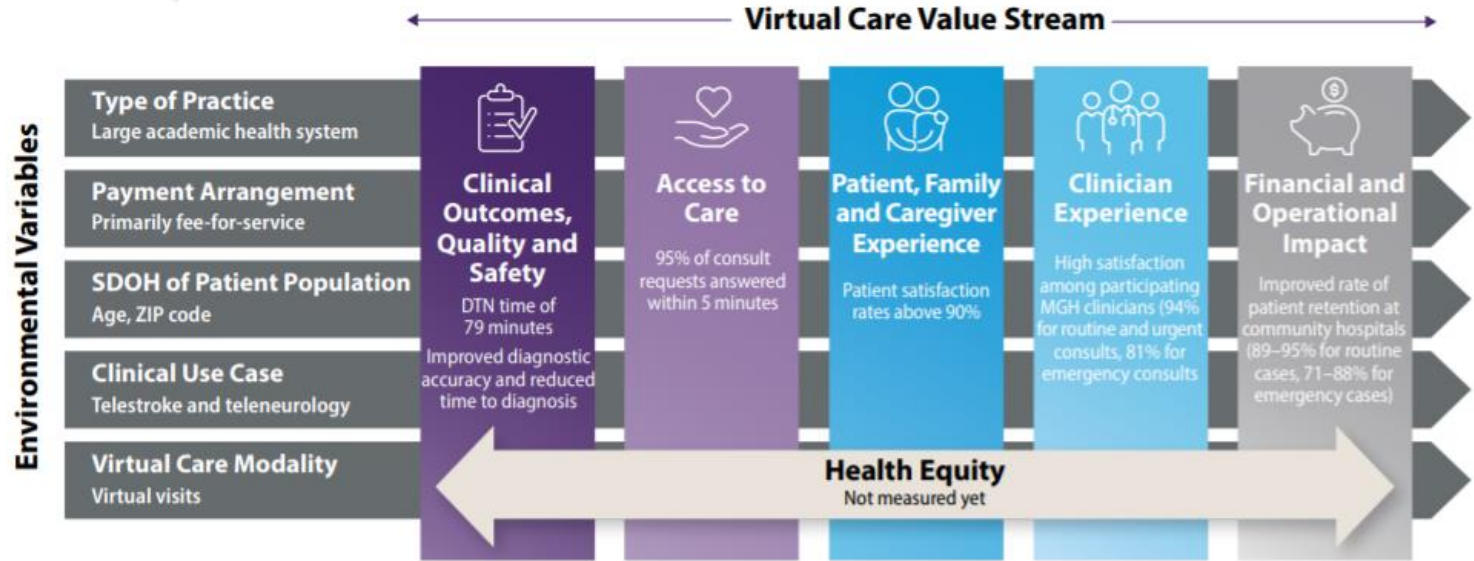 Virtual Care Value Stream
Environmental Variables
Type of Practice
Large academic health system
Payment Arrangement
Primarily fee-for-service
SDOH of Patient Population
Age, ZIP code
Clinical Use Case
Telestroke and teleneurology
Virtual Care Modality
Virtual visits
Clinical
Outcomes,
Quality and
Safety
DTN time of
79 minutes
Improved diagnostic
accuracy and reduced
time to diagnosis
Access to
Care
95% of consult
requests answered
within 5 minutes
Patient, Family
and Caregiver
Experience
Patient satisfaction
rates above 90%
Clinician
Experience
High satisfaction
among participating
MGH clinicians (94%
for routine and urgent
consults, 81% for
emergency consults
Financial and
Operational
Impact
$
Improved rate of
patient retention at
community hospitals
(89–95% for routine
cases, 71–88% for
emergency cases)
Health Equity
Not measured yet